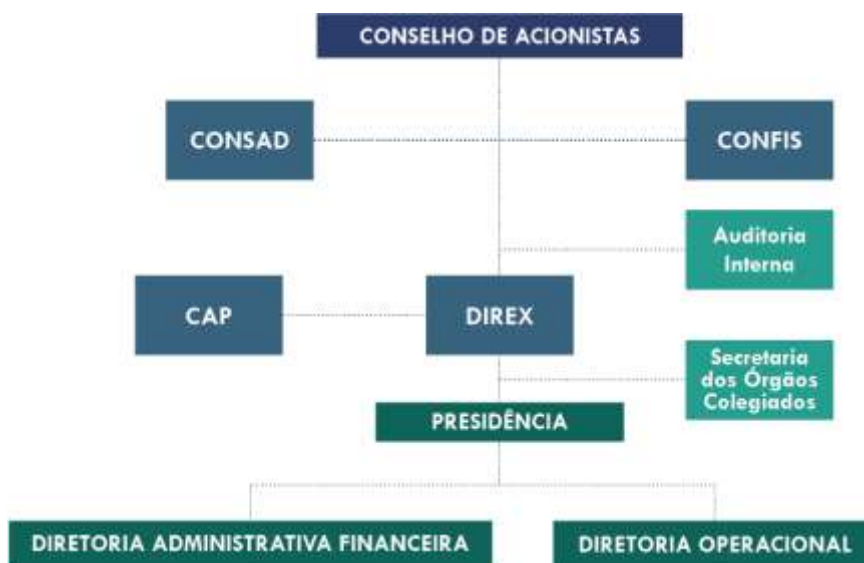 CONSELHO DE ACIONISTAS
CONSAD
CONFIS
Auditoria
Interna
CAP
DIREX
Secretaria
dos Órgãos
Colegiados
PRESIDÊNCIA
DIRETORIA ADMINISTRATIVA FINANCEIRA
DIRETORIA OPERACIONAL